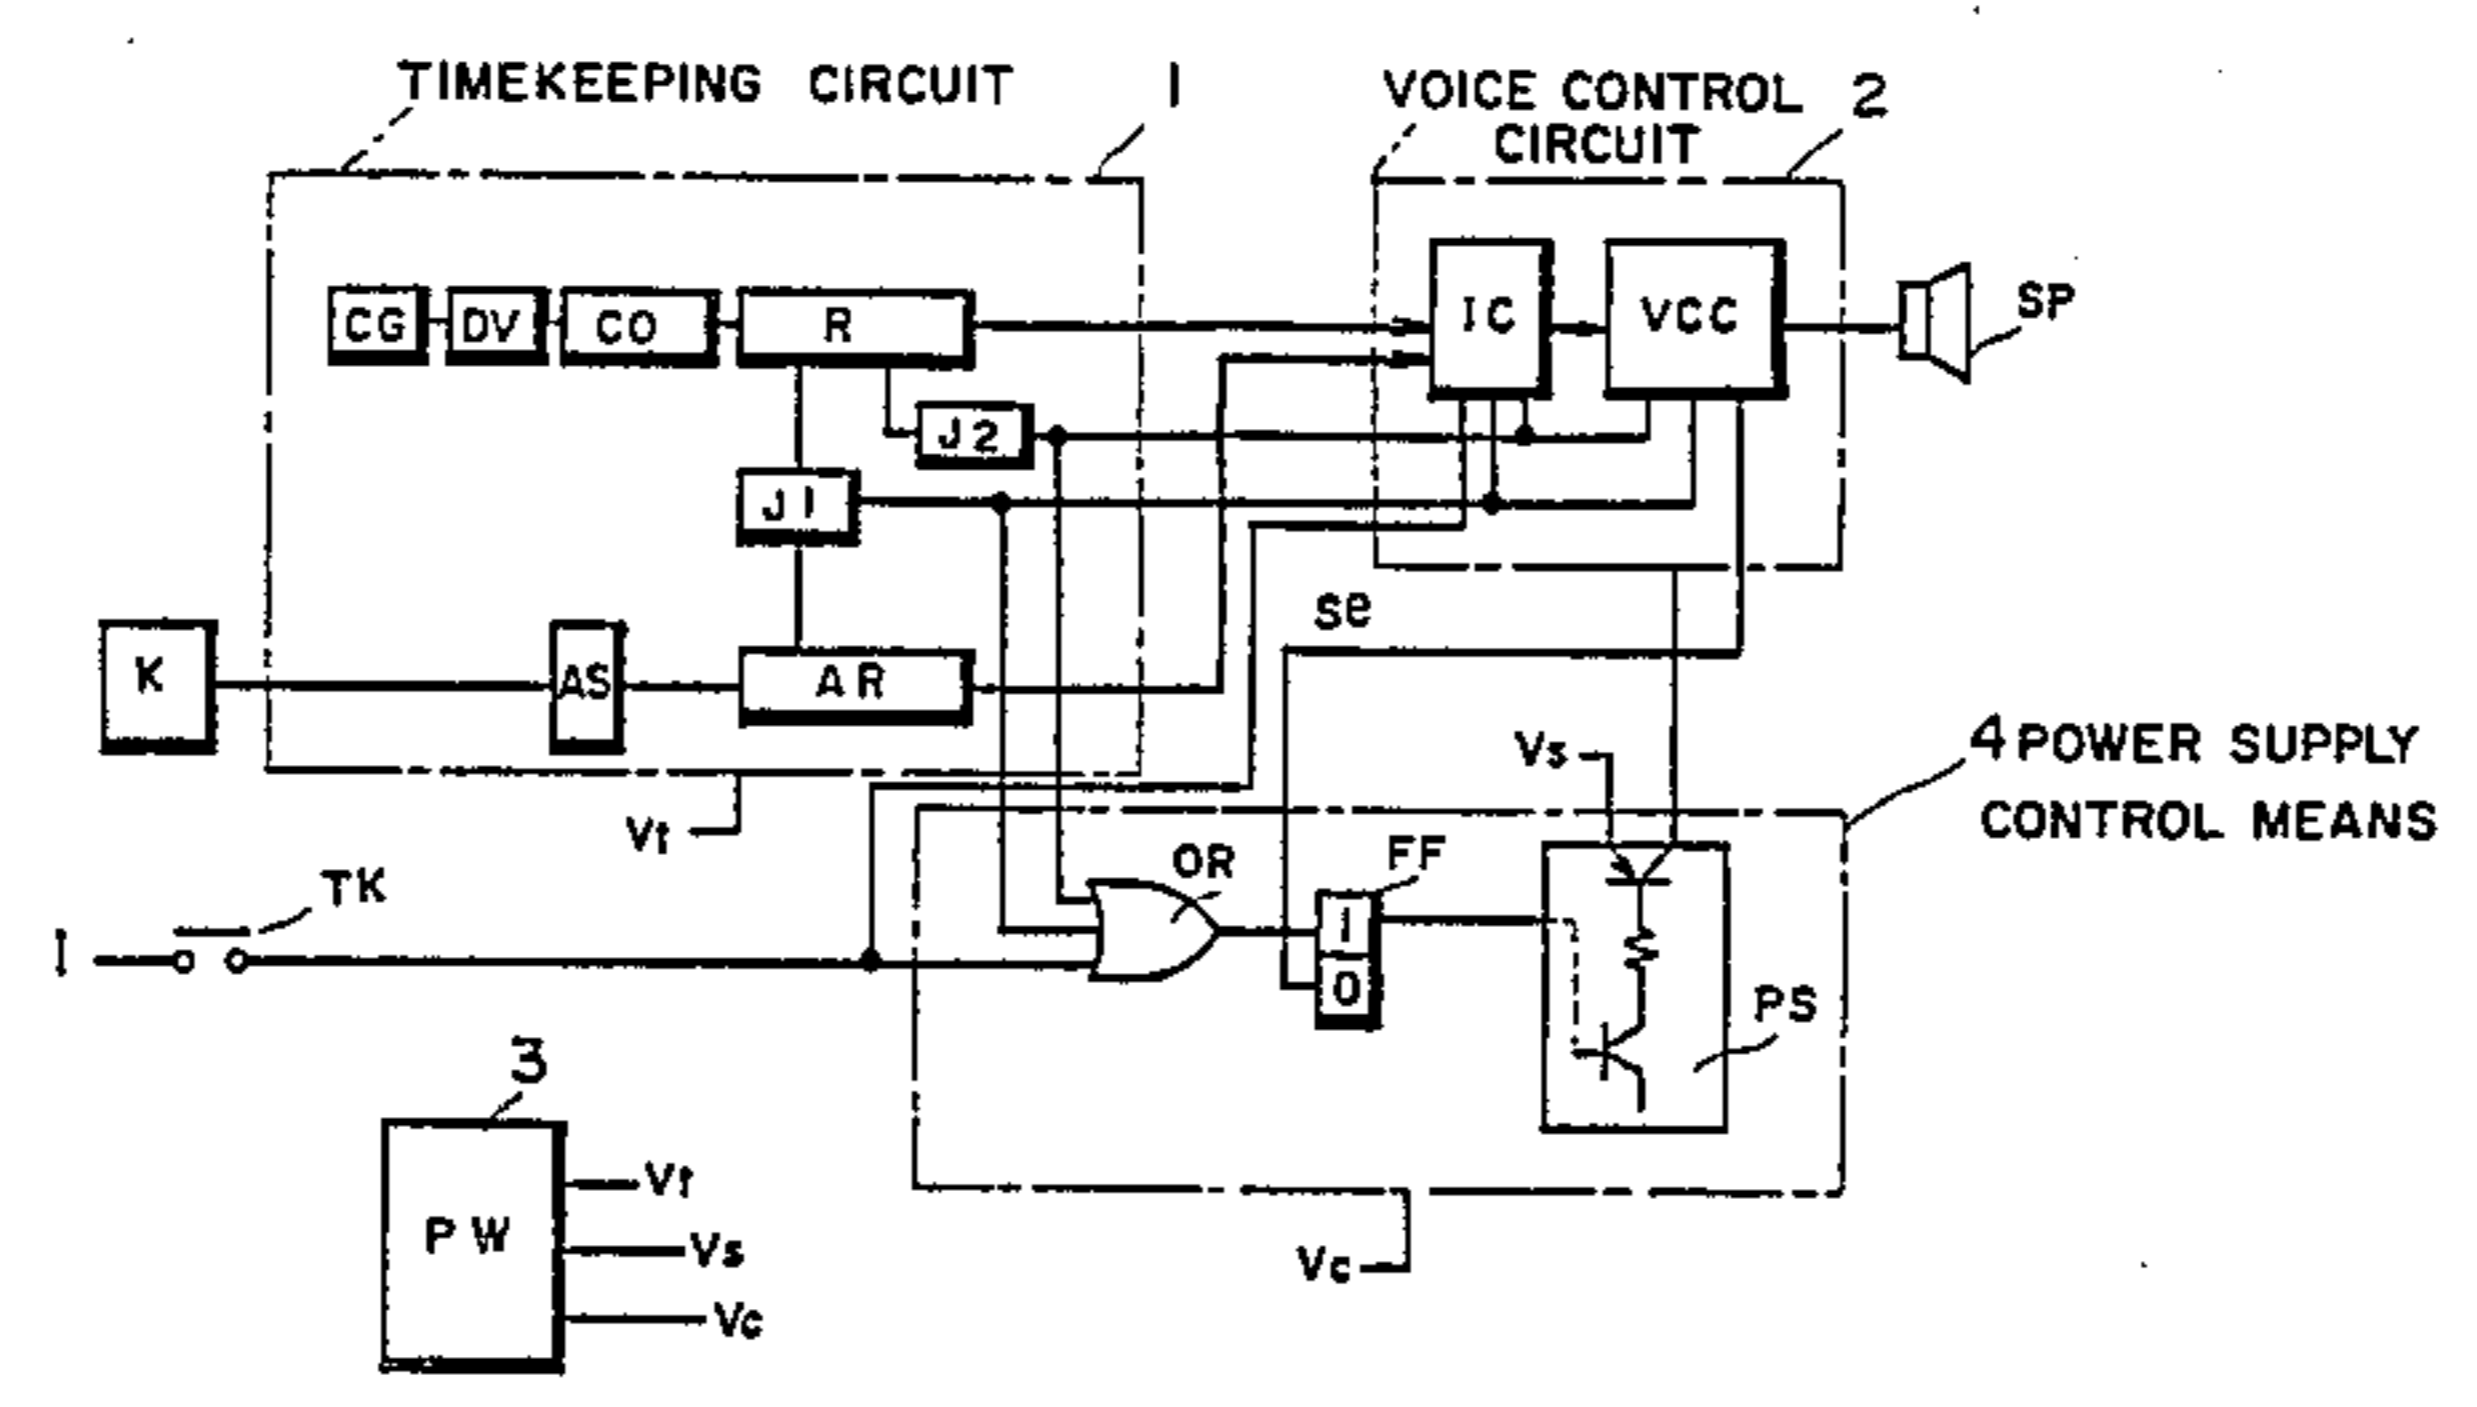 TIMEKEEPING CIRCUIT 1
VOICE CONTROL 2
CIRCUIT
CG DV CO R
IC VCC
SP
J2
J1
K
AS
AR
se
Vt
Vs
4 POWER SUPPLY
CONTROL MEANS
TK
1
OR
FF
1
0
PS
3
PW
Vt
Vs
Vc
Vc